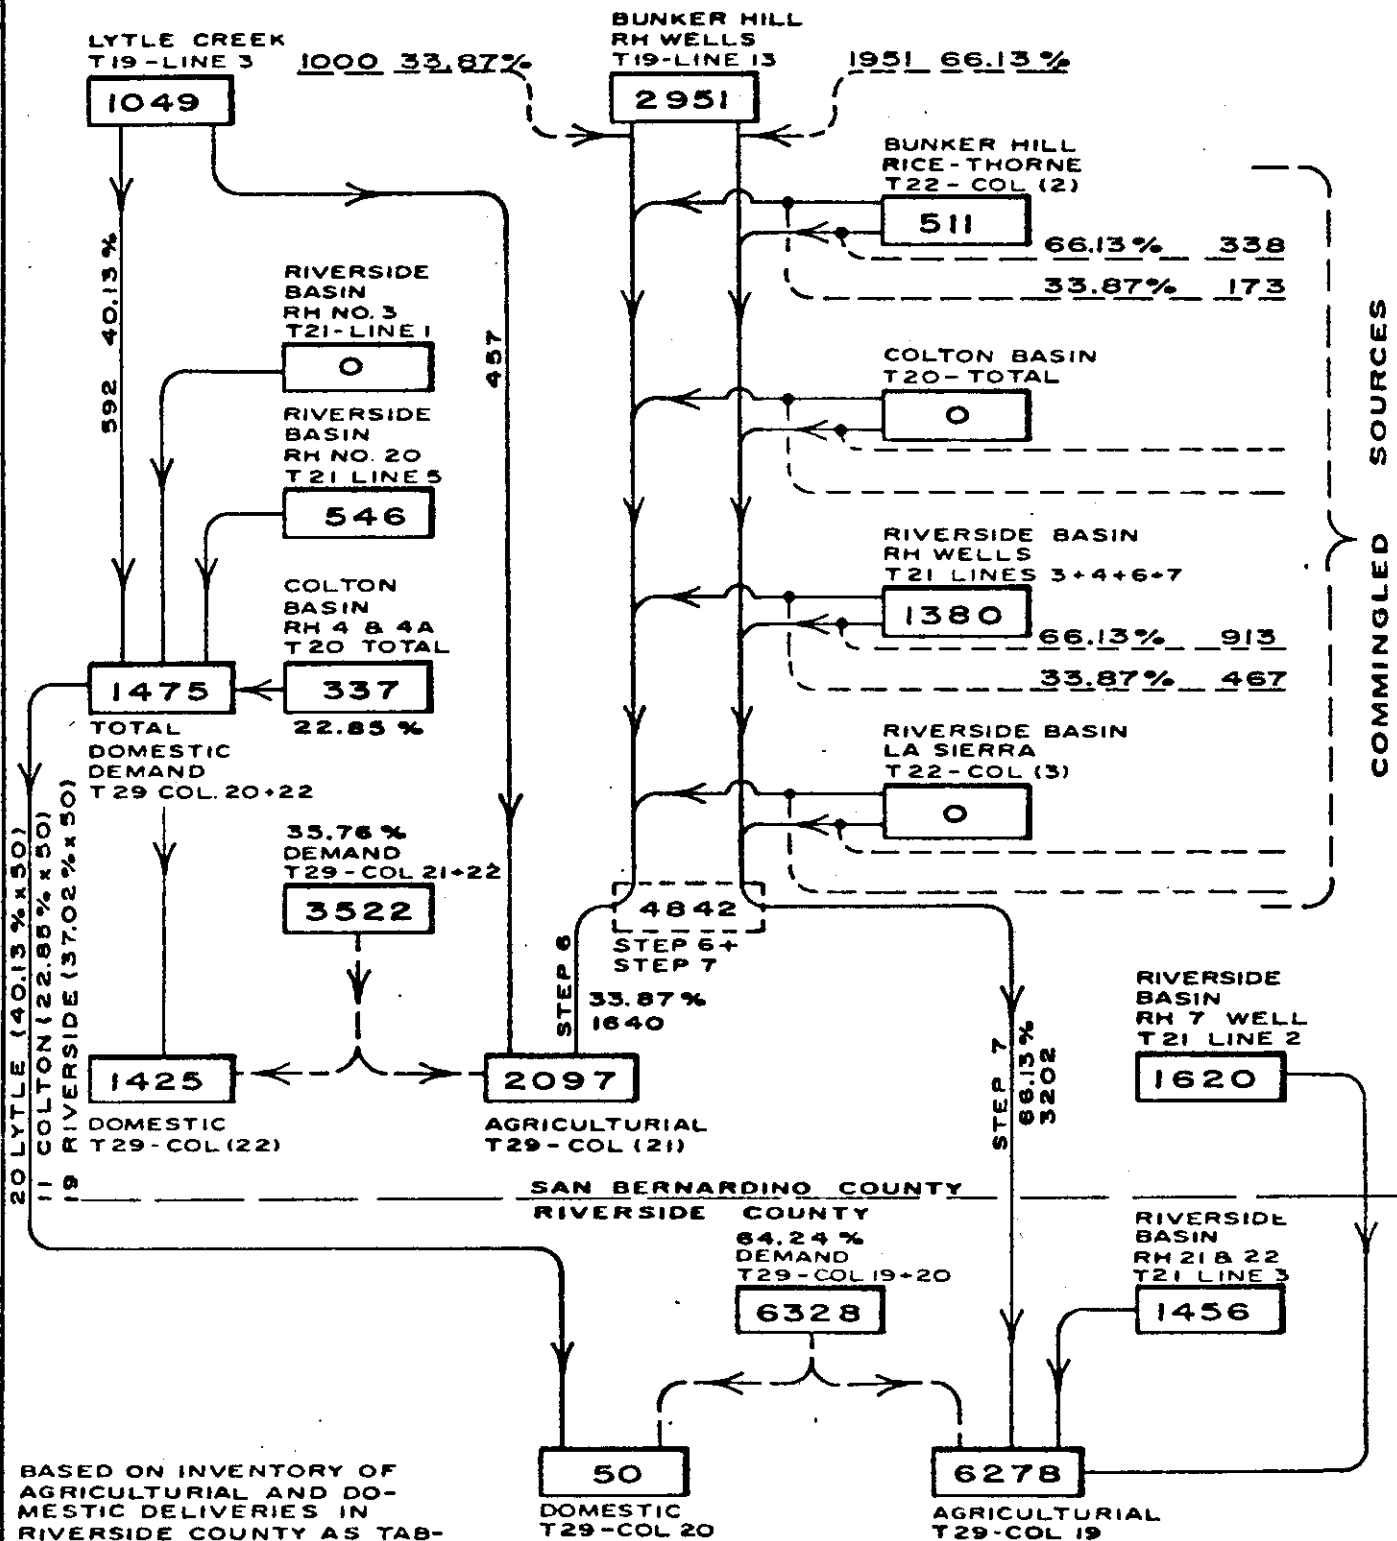 LYTLE CREEK
T19-LINE 3
1049
1000 33.87%
BUNKER HILL
RH WELLS
T19-LINE 13
2951
1951 66.13%
BUNKER HILL
RICE-THORNE
T22-COL (2)
511
66.13% 338
33.87% 173
592 40.13%
457
RIVERSIDE
BASIN
RH NO. 3
T21-LINE 1
0
RIVERSIDE
BASIN
RH NO. 20
T21 LINE 5
546
COLTON BASIN
T20-TOTAL
0
COLTON
BASIN
RH 4 & 4A
T20 TOTAL
337
22.85%
RIVERSIDE BASIN
RH WELLS
T21 LINES 3+4+6+7
1380
66.13% 913
33.87% 467
COMMINGLED SOURCES
1475
TOTAL
DOMESTIC
DEMAND
T29 COL. 20+22
RIVERSIDE BASIN
LA SIERRA
T22-COL (3)
0
35.76%
DEMAND
T29-COL 21+22
3522
4842
STEP 6+
STEP 7
STEP 6
33.87%
1640
20 LYTLE (40.13% x 50)
11 COLTON (22.85% x 50)
19 RIVERSIDE (37.02% x 50)
1425
DOMESTIC
T29-COL (22)
2097
AGRICULTURIAL
T29-COL (21)
STEP 7
66.13%
3202
RIVERSIDE
BASIN
RH 7 WELL
T21 LINE 2
1620
SAN BERNARDINO COUNTY
RIVERSIDE COUNTY
64.24%
DEMAND
T29-COL 19+20
6328
RIVERSIDE
BASIN
RH 21 & 22
T21 LINE 3
1456
50
DOMESTIC
T29-COL 20
6278
AGRICULTURIAL
T29-COL 19
BASED ON INVENTORY OF
AGRICULTURIAL AND DO-
MESTIC DELIVERIES IN
RIVERSIDE COUNTY AS TAB-